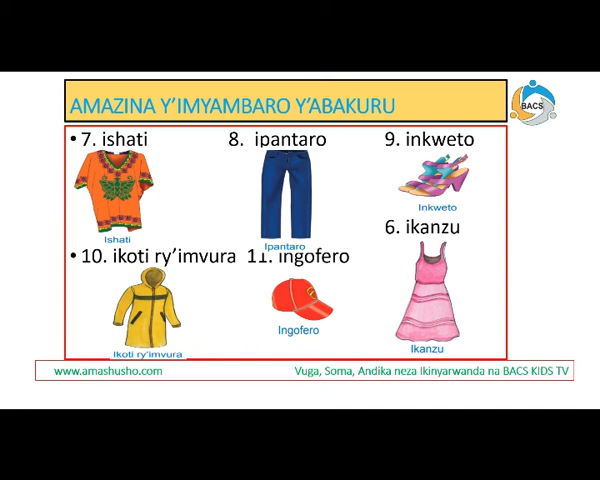 AMAZINA Y'IMYAMBARO Y'ABAKURU
BACS
• 7. ishati 8. ipantaro 9. inkweto
Inkweto
Ishati
Ipantaro
6. ikanzu
• 10. ikoti ry'imvura 11. ingofero
Ingofero
Ikoti ry'imvura
Ikanzu
www.amashusho.com Vuga, Soma, Andika neza Ikinyarwanda na BACS KIDS TV